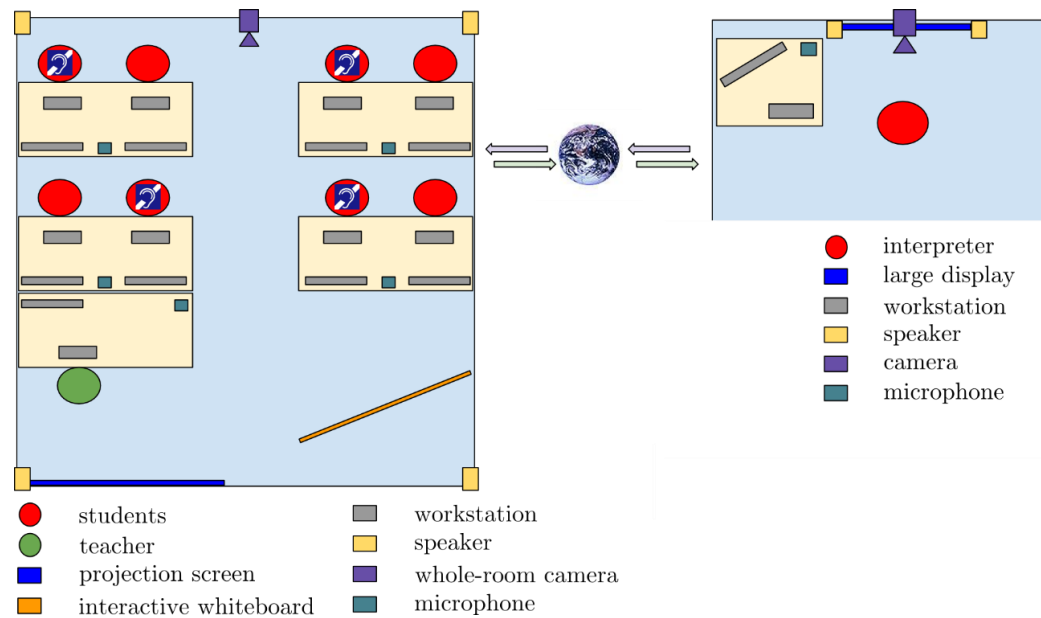 interpreter
large display
workstation
speaker
camera
microphone
students
teacher
projection screen
interactive whiteboard
workstation
speaker
whole-room camera
microphone